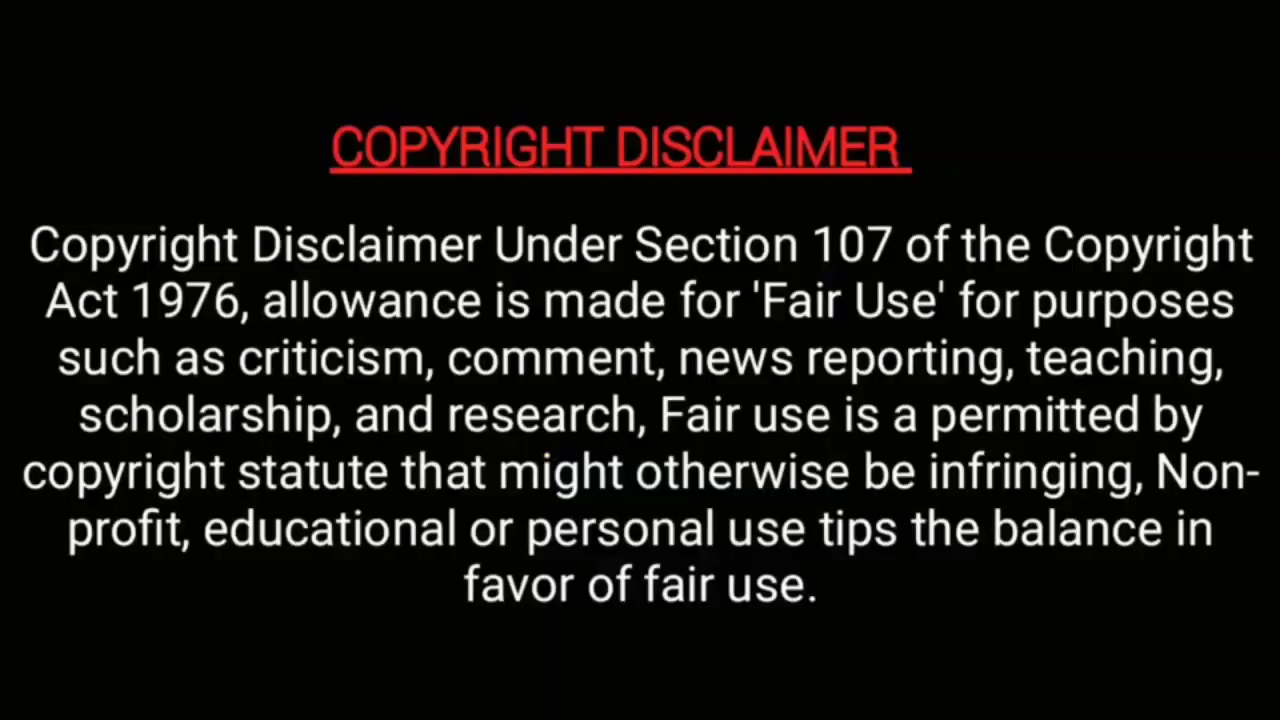 COPYRIGHT DISCLAIMER
Copyright Disclaimer Under Section 107 of the Copyright
Act 1976, allowance is made for 'Fair Use' for purposes
such as criticism, comment, news reporting, teaching,
scholarship, and research, Fair use is a permitted by
copyright statute that might otherwise be infringing, Non-
profit, educational or personal use tips the balance in
favor of fair use.